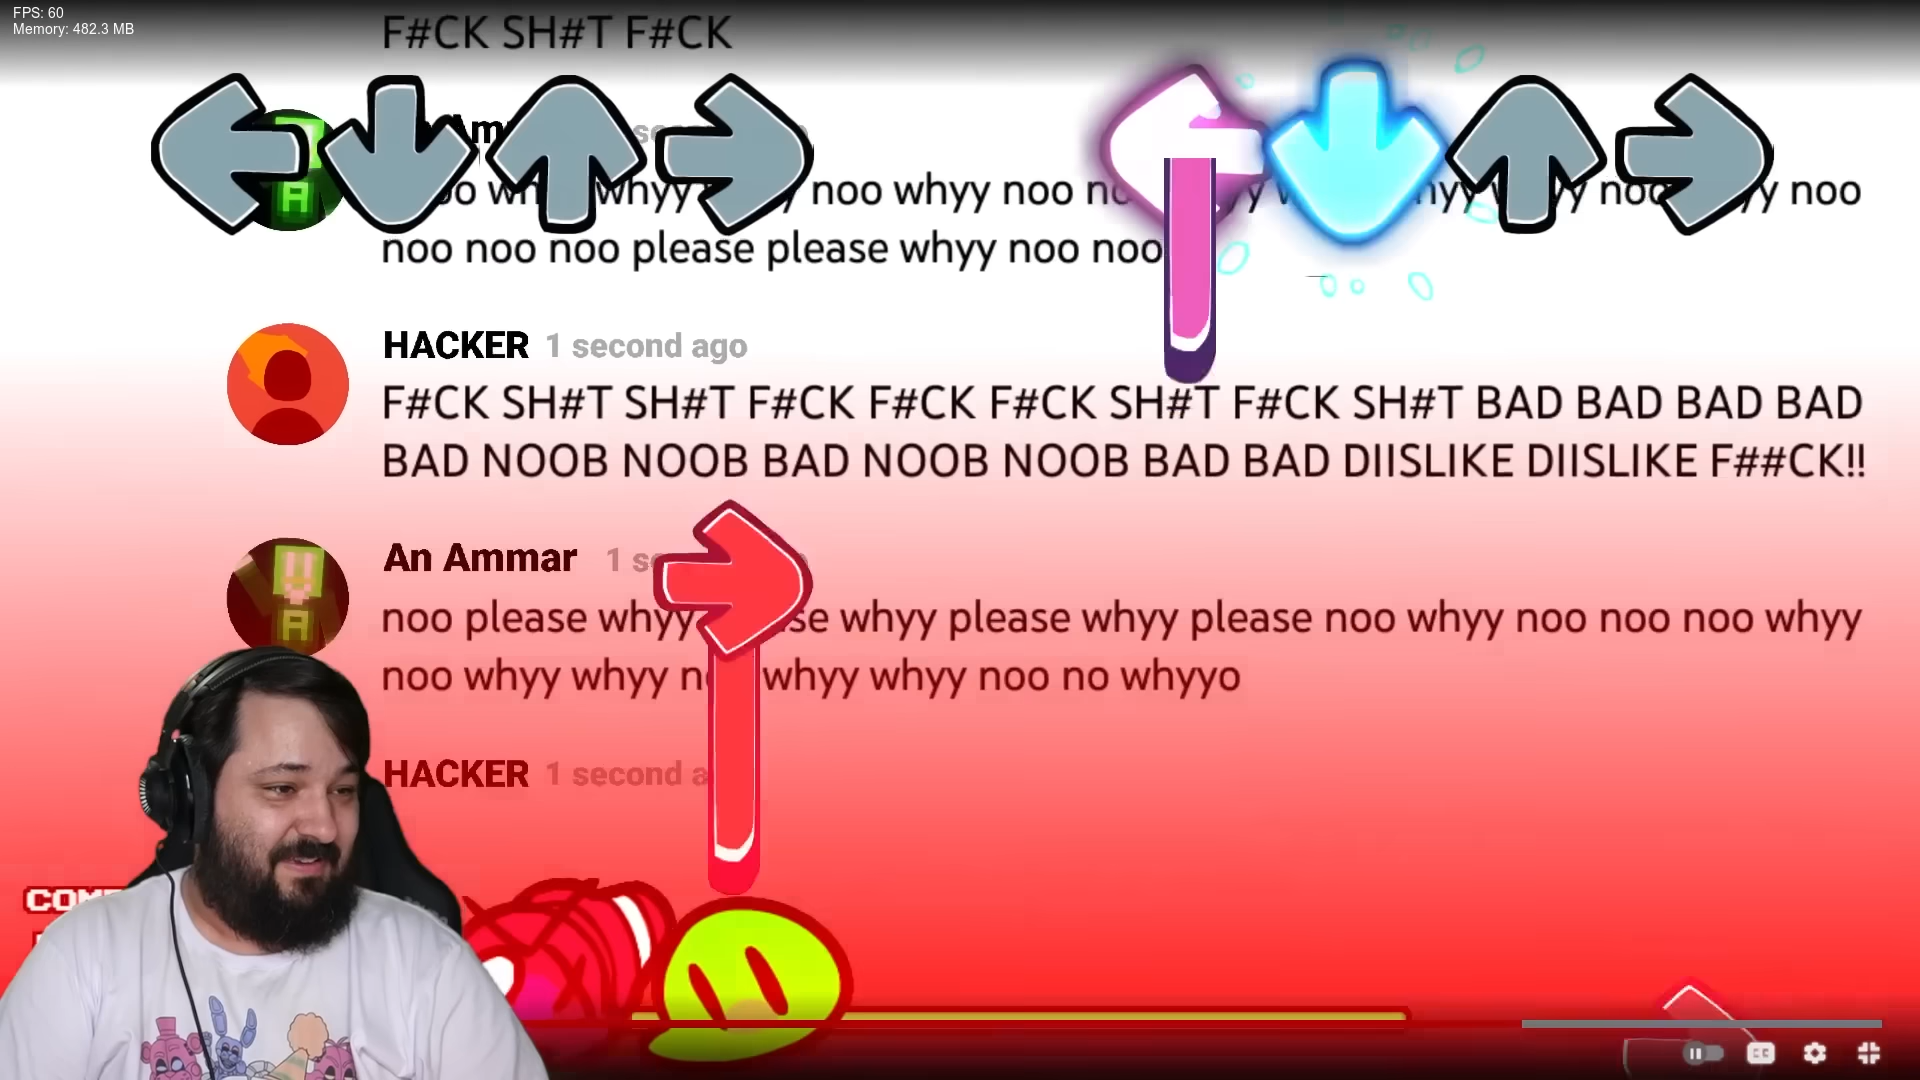 FPS: 60
Memory: 482.3 MB
F#CK SH#T F#CK
noo whyy noo
noo
noo noo noo please please whyy noo noo
HACKER 1 second ago
F#CK SH#T SH#T F#CK F#CK F#CK SH#T F#CK SH#T BAD BAD BAD BAD
BAD NOOB NOOB BAD NOOB NOOB BAD BAD DIISLIKE DIISLIKE F##CK!!
An Ammar 1
noo please whyy whyy please whyy please noo whyy noo noo noo whyy
noo whyy whyy whyy whyy noo no whyyo
HACKER 1 second
A
A
CC